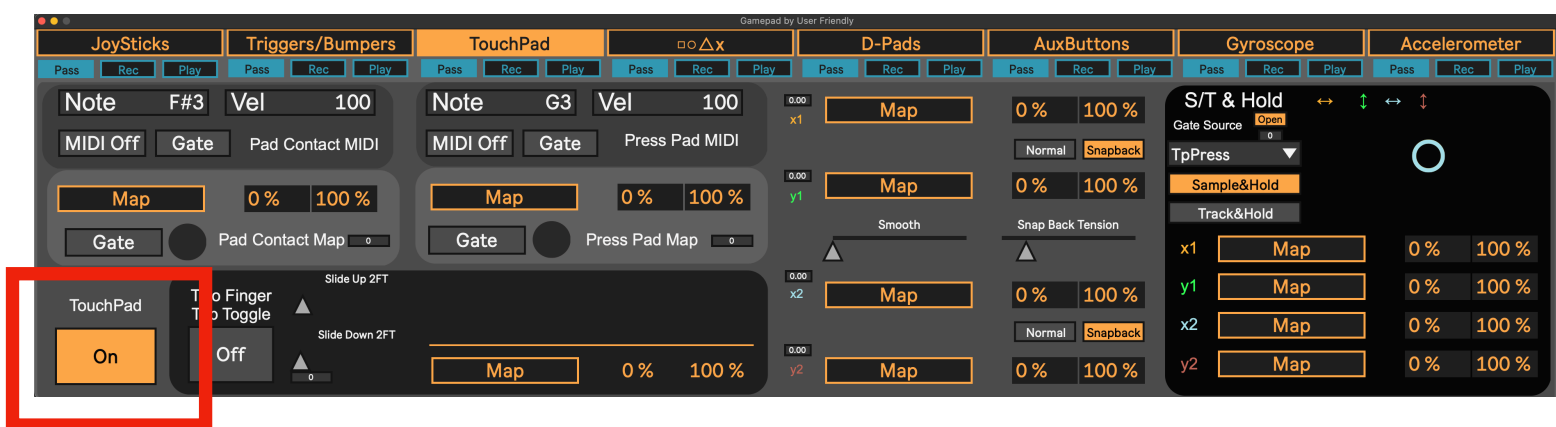 Gamepad by User Friendly
JoySticks Triggers/Bumpers TouchPad □○△x D-Pads AuxButtons Gyroscope Accelerometer
Pass Rec Play Pass Rec Play Pass Rec Play Pass Rec Play Pass Rec Play Pass Rec Play Pass Rec Play Pass Rec Play
Note F#3 Vel 100
MIDI Off Gate Pad Contact MIDI
Map 0 % 100 %
Gate Pad Contact Map 0
Note G3 Vel 100
MIDI Off Gate Press Pad MIDI
Map 0 % 100 %
Gate Press Pad Map 0
TouchPad
On
Two Finger
Tap Toggle
Off
Slide Up 2FT
Slide Down 2FT
0
Map 0 % 100 %
0.00
x1 Map 0 % 100 %
Normal Snapback
0.00
y1 Map 0 % 100 %
Smooth Snap Back Tension
0.00
x2 Map 0 % 100 %
Normal Snapback
0.00
y2 Map 0 % 100 %
S/T & Hold ↔ ↕ ↔ ↕
Gate Source Open
0
TpPress ▼
Sample&Hold
Track&Hold
x1 Map 0 % 100 %
y1 Map 0 % 100 %
x2 Map 0 % 100 %
y2 Map 0 % 100 %